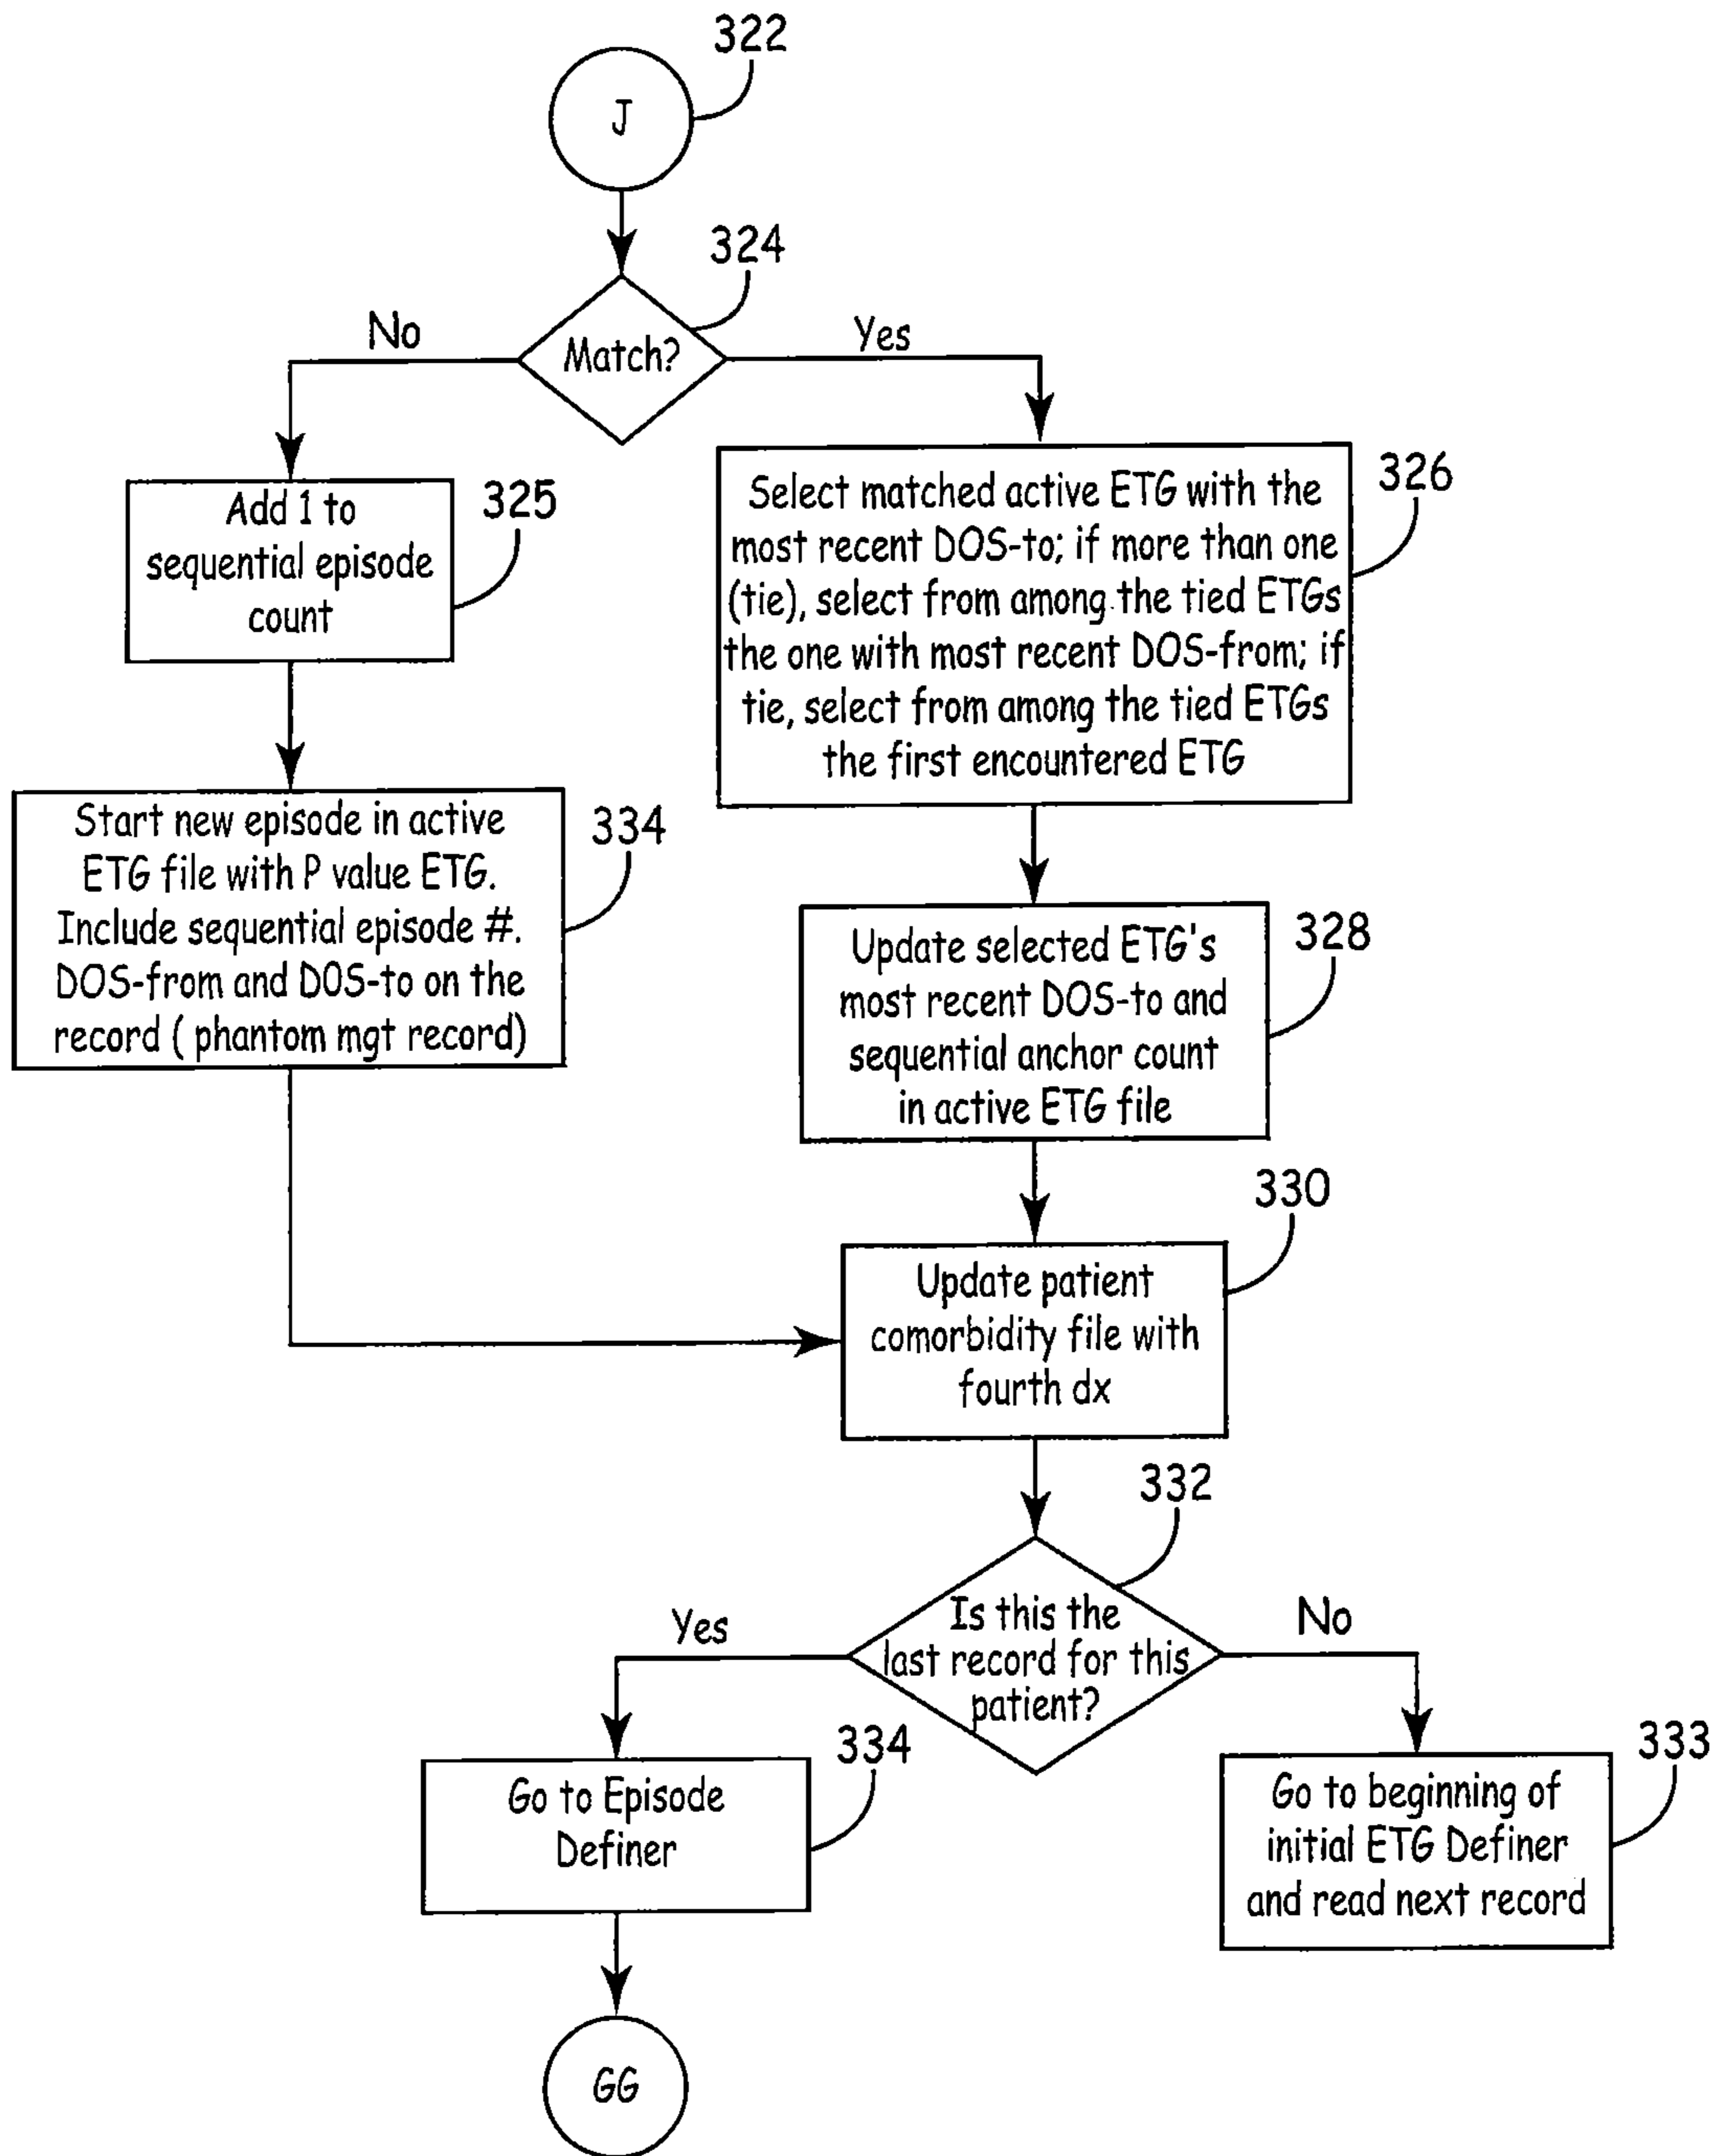 322
J
324
No
Match?
Yes
Add 1 to
sequential episode
count
325
Select matched active ETG with the
most recent DOS-to; if more than one
(tie), select from among the tied ETGs
the one with most recent DOS-from; if
tie, select from among the tied ETGs
the first encountered ETG
326
Start new episode in active
ETG file with P value ETG.
Include sequential episode #.
DOS-from and DOS-to on the
record ( phantom mgt record)
334
Update selected ETG's
most recent DOS-to and
sequential anchor count
in active ETG file
328
Update patient
comorbidity file with
fourth dx
330
332
Yes
Is this the
last record for this
patient?
No
Go to Episode
Definer
334
Go to beginning of
initial ETG Definer
and read next record
333
GG